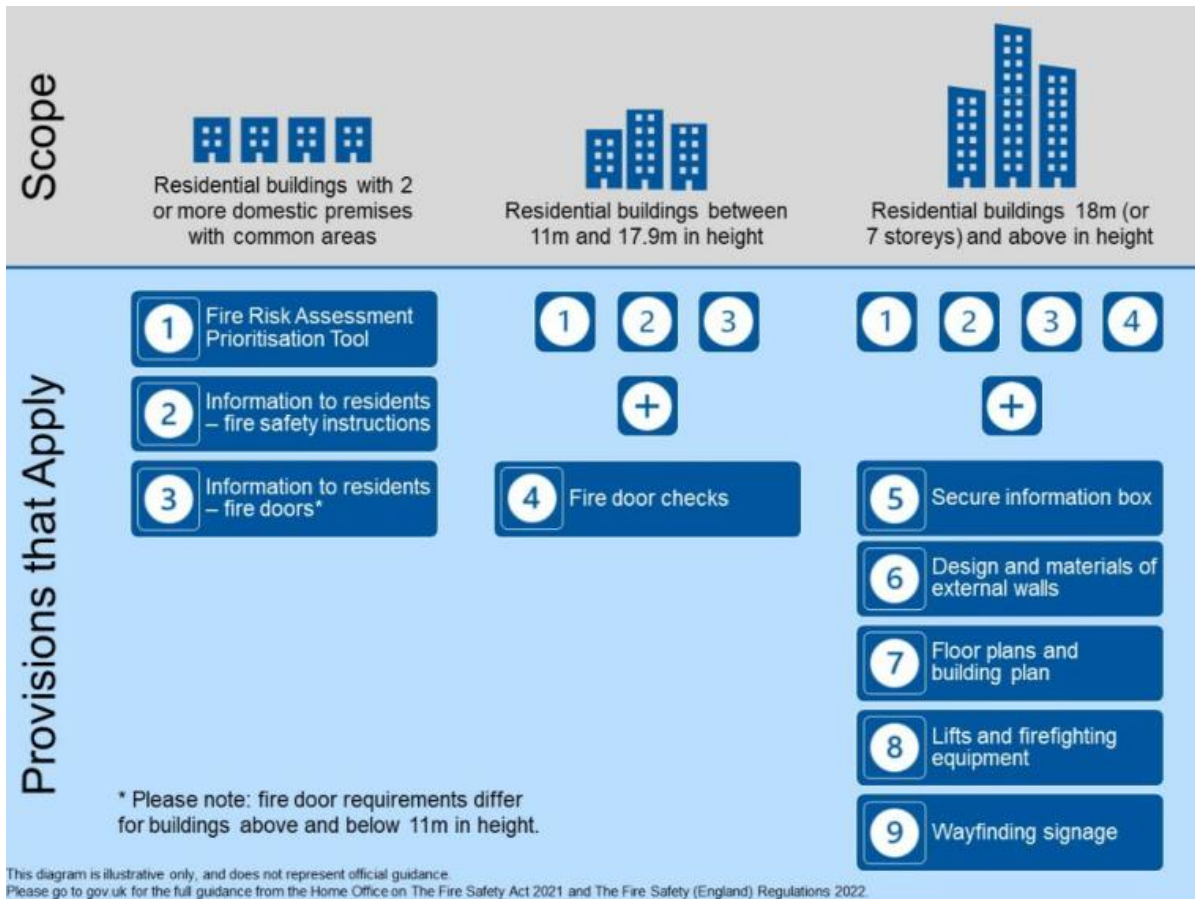 Scope
Residential buildings with 2
or more domestic premises
with common areas
Residential buildings between
11m and 17.9m in height
Residential buildings 18m (or
7 storeys) and above in height
Provisions that Apply
1 Fire Risk Assessment
Prioritisation Tool
2 Information to residents
– fire safety instructions
3 Information to residents
– fire doors*
1 2 3
+
4 Fire door checks
1 2 3 4
+
5 Secure information box
6 Design and materials of
external walls
7 Floor plans and
building plan
8 Lifts and firefighting
equipment
9 Wayfinding signage
* Please note: fire door requirements differ
for buildings above and below 11m in height.
This diagram is illustrative only, and does not represent official guidance.
Please go to gov.uk for the full guidance from the Home Office on The Fire Safety Act 2021 and The Fire Safety (England) Regulations 2022.